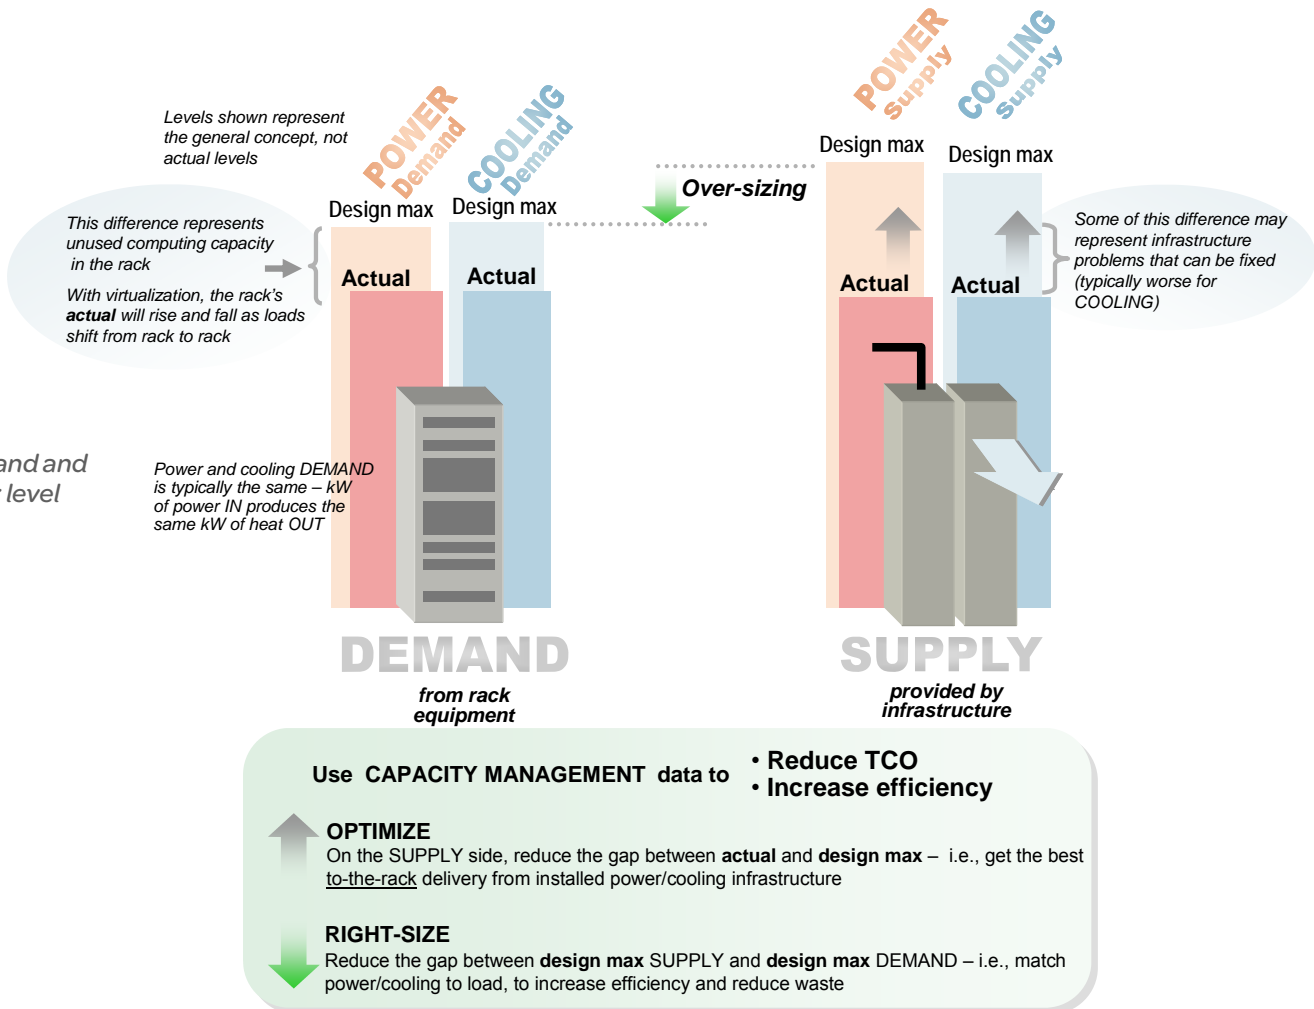 POWER
Supply
COOLING
Supply
Design max
Design max
POWER
Demand
COOLING
Demand
Levels shown represent
the general concept, not
actual levels
Design max
Design max
Over-sizing
This difference represents
unused computing capacity
in the rack
With virtualization, the rack's
actual will rise and fall as loads
shift from rack to rack
Actual
Actual
Actual
Actual
Some of this difference may
represent infrastructure
problems that can be fixed
(typically worse for
COOLING)
and and
level
Power and cooling DEMAND
is typically the same – kW
of power IN produces the
same kW of heat OUT
DEMAND
from rack
equipment
SUPPLY
provided by
infrastructure
Use CAPACITY MANAGEMENT data to
• Reduce TCO
• Increase efficiency
OPTIMIZE
On the SUPPLY side, reduce the gap between actual and design max – i.e., get the best
to-the-rack delivery from installed power/cooling infrastructure
RIGHT-SIZE
Reduce the gap between design max SUPPLY and design max DEMAND – i.e., match
power/cooling to load, to increase efficiency and reduce waste